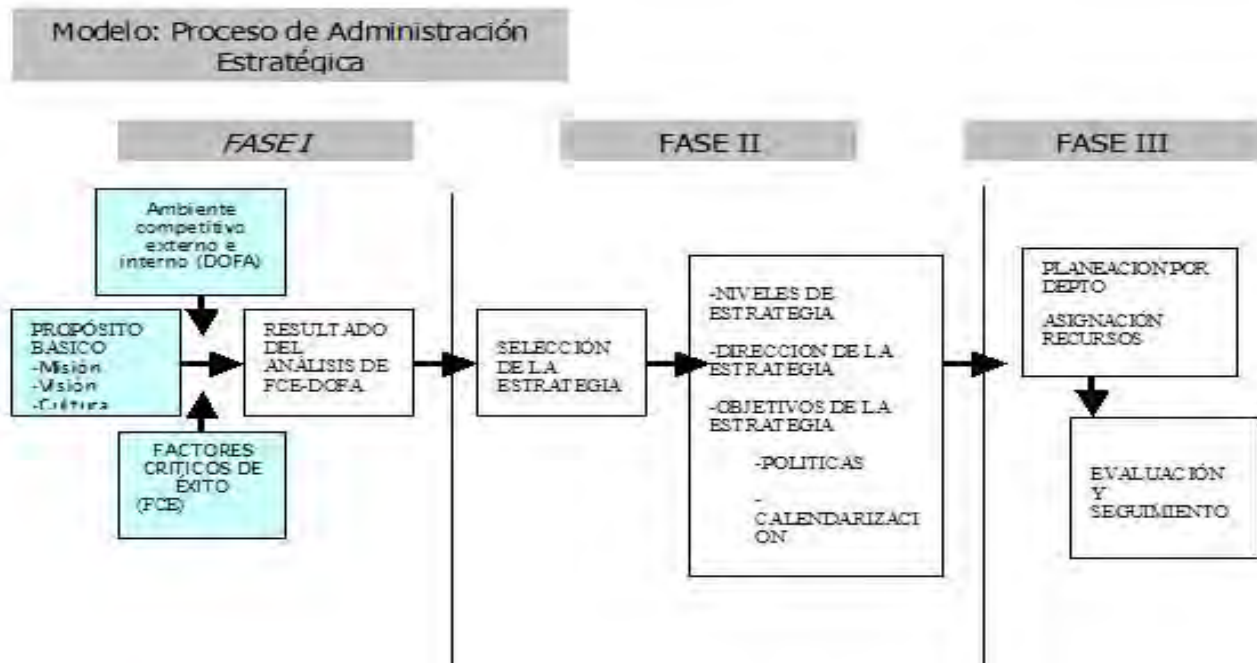 Modelo: Proceso de Administración
Estratégica
FASE I
FASE II
FASE III
Ambiente
competitivo
externo e
interno (DOFA)
PROPÓSITO
BASICO
-Misión
-Visión
-Cultura
RESULTADO
DEL
ANÁLISIS DE
FCE-DOFA
FACTORES
CRITICOS DE
ÉXITO
(FCE)
SELECCIÓN
DE LA
ESTRATEGIA
-NIVELES DE
ESTRATEGIA
-DIRECCION DE LA
ESTRATEGIA
-OBJETIVOS DE LA
ESTRATEGIA
-POLITICAS
-
CALENDARIZACI
ON
PLANEACION POR
DEPTO
ASIGNACIÓN
RECURSOS
EVALUACIÓN
Y
SEGUIMIENTO